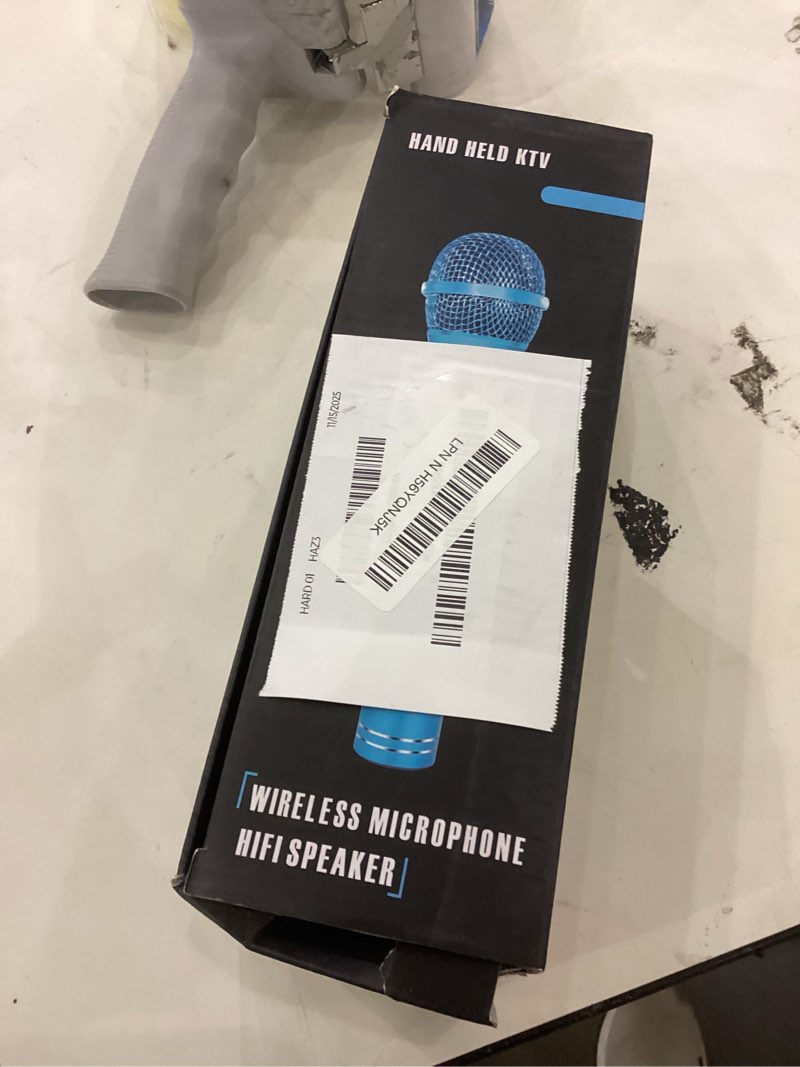 HAND HELD KTV
11/15/2025
LPN N H56YQNJ5K
HARD 01 HAZ3
WIRELESS MICROPHONE
HIFI SPEAKER